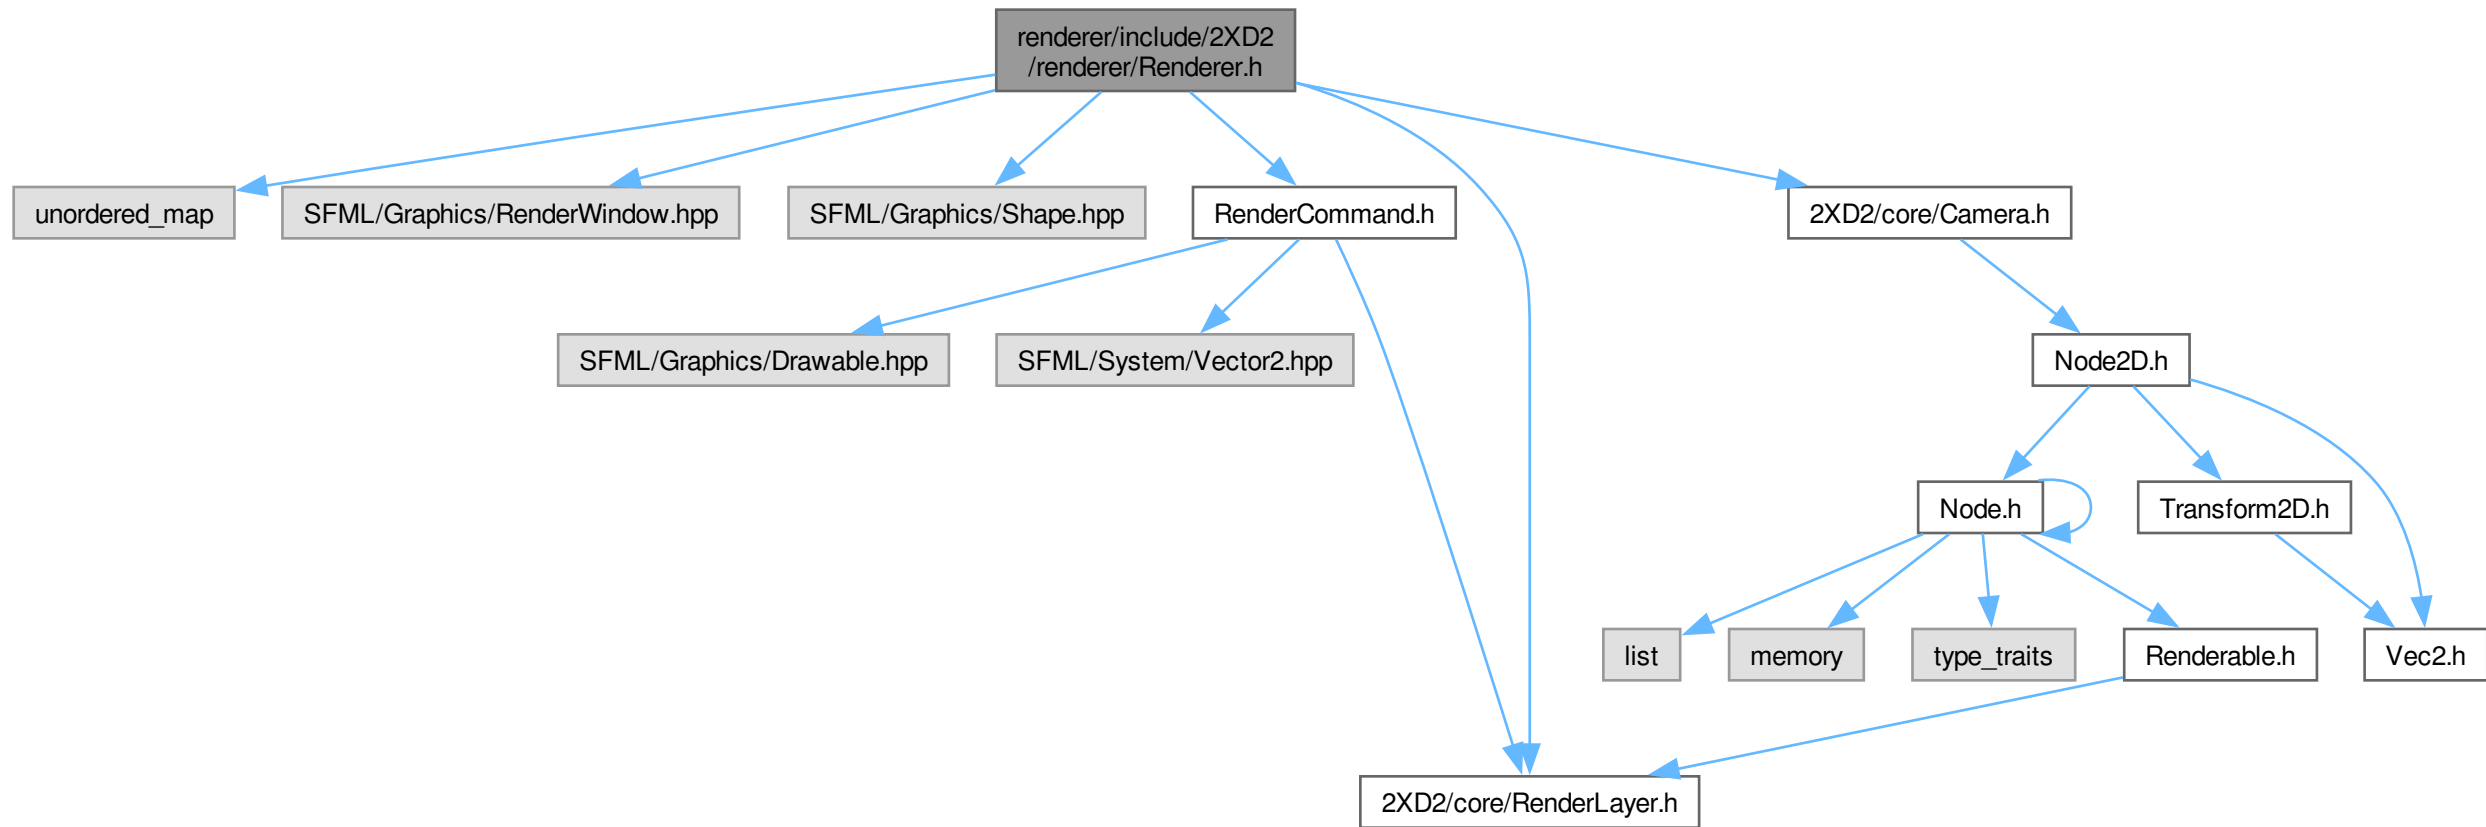 renderer/include/2XD2
/renderer/Renderer.h
unordered_map
SFML/Graphics/RenderWindow.hpp
SFML/Graphics/Shape.hpp
RenderCommand.h
2XD2/core/Camera.h
SFML/Graphics/Drawable.hpp
SFML/System/Vector2.hpp
Node2D.h
Node.h
Transform2D.h
list
memory
type_traits
Renderable.h
Vec2.h
2XD2/core/RenderLayer.h